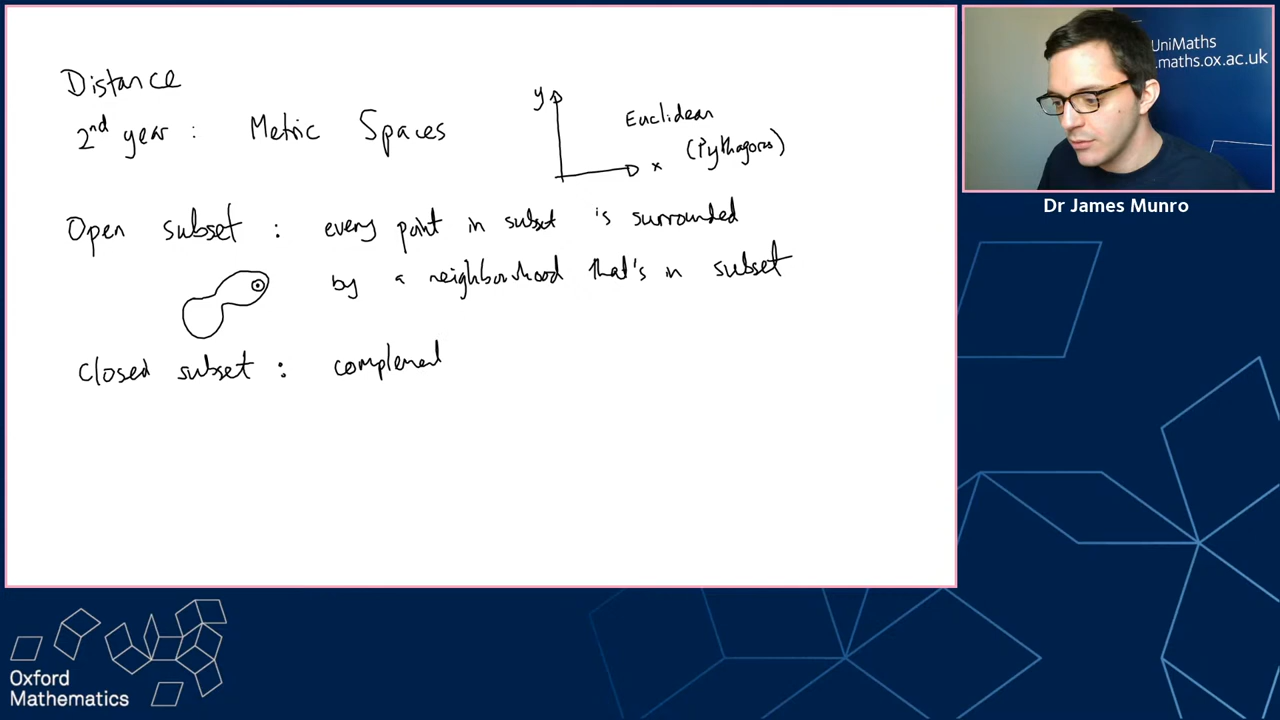 Distance
2nd year : Metric Spaces
y
x
Euclidean
(Pythagoras)
Open subset : every point in subset is surrounded
by a neighbourhood that's in subset
Closed subset : complement
UniMaths
.maths.ox.ac.uk
Dr James Munro
Oxford
Mathematics